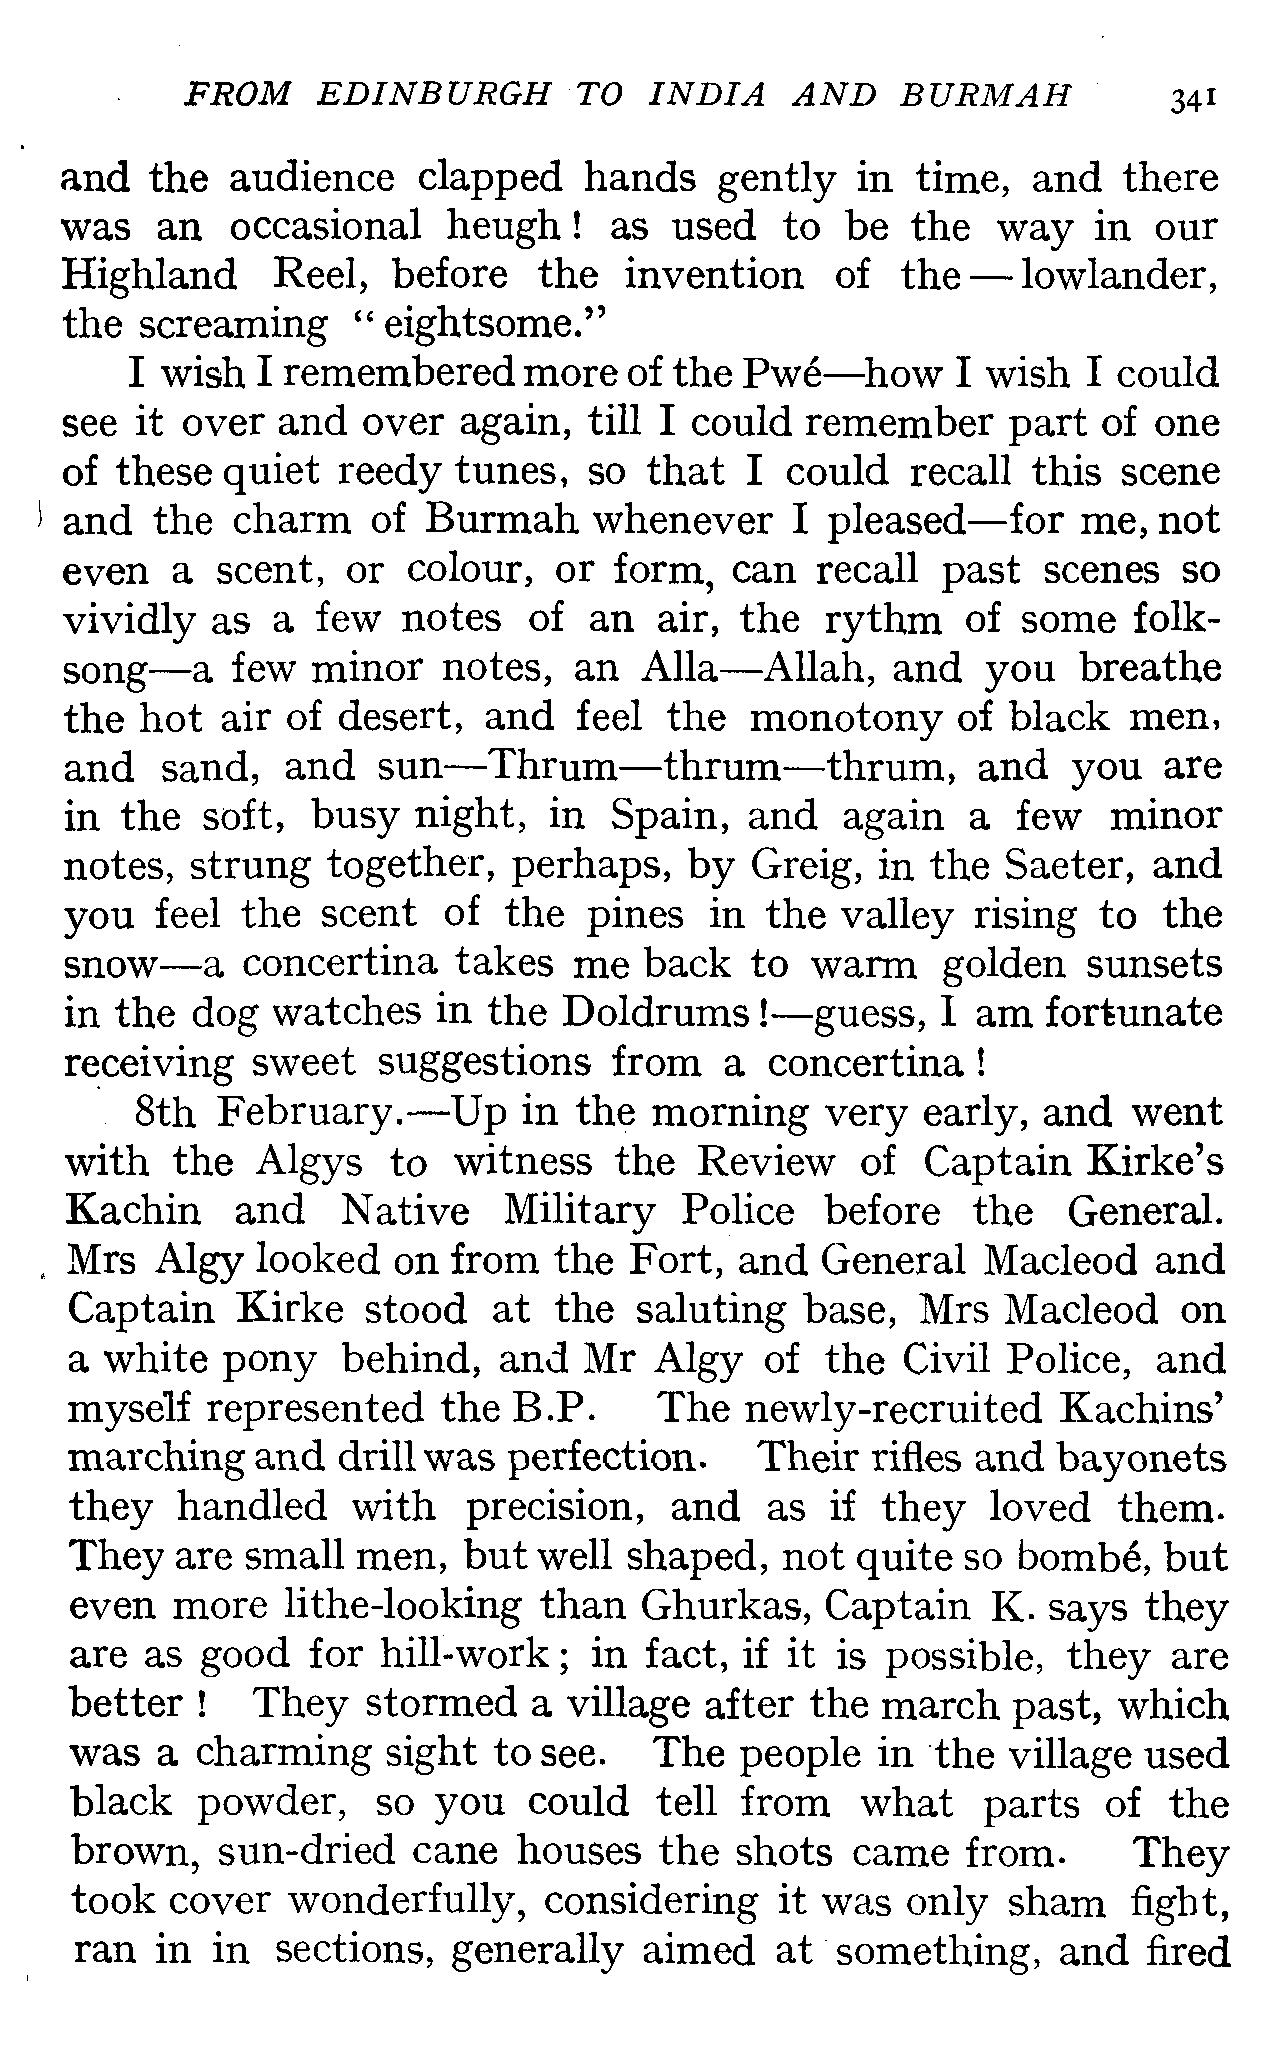 FROM EDINBURGH TO INDIA AND BURMAH 341
and the audience clapped hands gently in time, and there
was an occasional heugh ! as used to be the way in our
Highland Reel, before the invention of the — lowlander,
the screaming “ eightsome.”
I wish I remembered more of the Pwé—how I wish I could
see it over and over again, till I could remember part of one
of these quiet reedy tunes, so that I could recall this scene
and the charm of Burmah whenever I pleased—for me, not
even a scent, or colour, or form, can recall past scenes so
vividly as a few notes of an air, the rythm of some folk-
song—a few minor notes, an Alla—Allah, and you breathe
the hot air of desert, and feel the monotony of black men,
and sand, and sun—Thrum—thrum—thrum, and you are
in the soft, busy night, in Spain, and again a few minor
notes, strung together, perhaps, by Greig, in the Saeter, and
you feel the scent of the pines in the valley rising to the
snow—a concertina takes me back to warm golden sunsets
in the dog watches in the Doldrums !—guess, I am fortunate
receiving sweet suggestions from a concertina !
8th February.—Up in the morning very early, and went
with the Algys to witness the Review of Captain Kirke’s
Kachin and Native Military Police before the General.
Mrs Algy looked on from the Fort, and General Macleod and
Captain Kirke stood at the saluting base, Mrs Macleod on
a white pony behind, and Mr Algy of the Civil Police, and
myself represented the B.P. The newly-recruited Kachins’
marching and drill was perfection. Their rifles and bayonets
they handled with precision, and as if they loved them.
They are small men, but well shaped, not quite so bombé, but
even more lithe-looking than Ghurkas, Captain K. says they
are as good for hill-work ; in fact, if it is possible, they are
better ! They stormed a village after the march past, which
was a charming sight to see. The people in the village used
black powder, so you could tell from what parts of the
brown, sun-dried cane houses the shots came from. They
took cover wonderfully, considering it was only sham fight,
ran in in sections, generally aimed at something, and fired